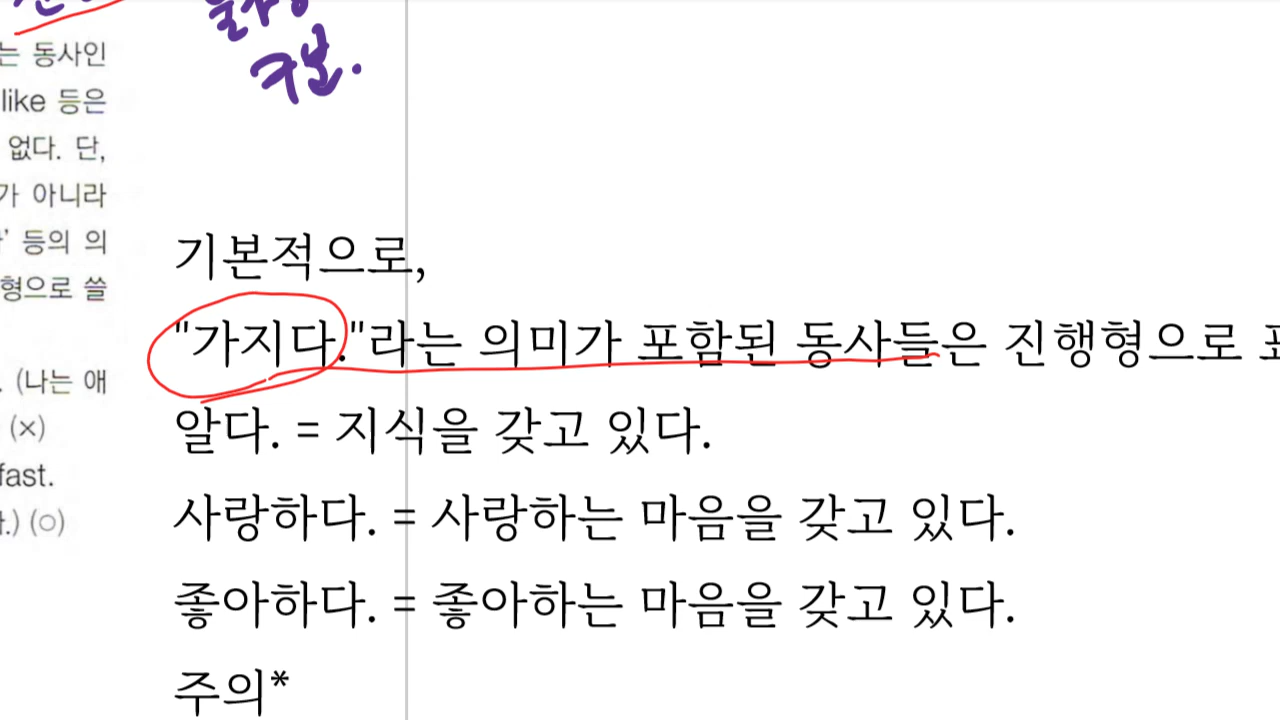 구분.
는 동사인
like 등은
없다. 단,
가 아니라
등의 의
형으로 쓸
(나는 애
(×)
fast.
.) (○)
기본적으로,
"가지다."라는 의미가 포함된 동사들은 진행형으로
알다. = 지식을 갖고 있다.
사랑하다. = 사랑하는 마음을 갖고 있다.
좋아하다. = 좋아하는 마음을 갖고 있다.
주의*